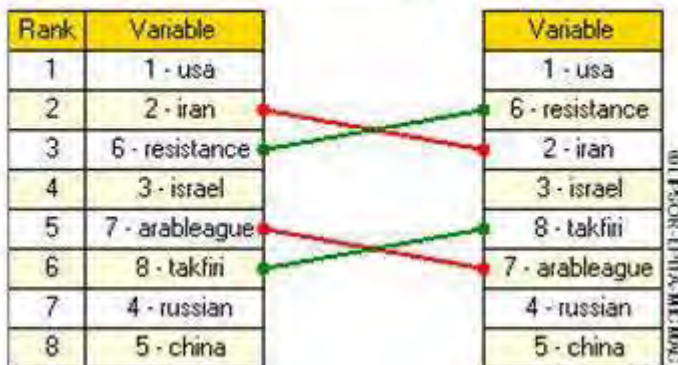 Rank Variable Variable
1 1 - usa 1 - usa
2 2 - iran 6 - resistance
3 6 - resistance 2 - iran
4 3 - israel 3 - israel
5 7 - arableague 8 - takfiri
6 8 - takfiri 7 - arableague
7 4 - russian 4 - russian
8 5 - china 5 - china